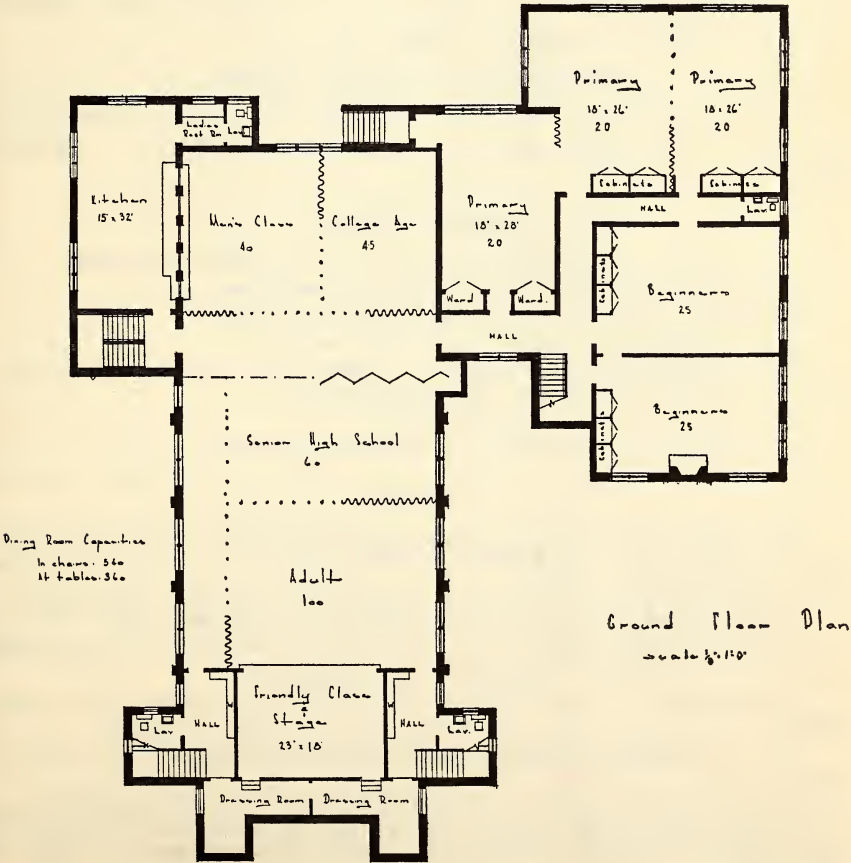 Primary
18' x 26'
20
Primary
18 x 26'
20
Cabinets
Cabinets
HALL
Lav.
Ladies
Rest Rm
Lav.
Kitchen
15' x 32'
Men's Class
40
College Age
45
Primary
18' x 28'
20
Ward
Ward.
HALL
Cabinets
Beginners
25
Cabinets
Beginners
25
Senior High School
60
Dining Room Capacities
In chairs. 560
At tables. 360
Adult
100
Ground Floor Plan
Scale 1/8" = 1'-0"
Friendly Class
&
Stage
23' x 18'
HALL
HALL
Lav.
Lav.
Dressing Room
Dressing Room